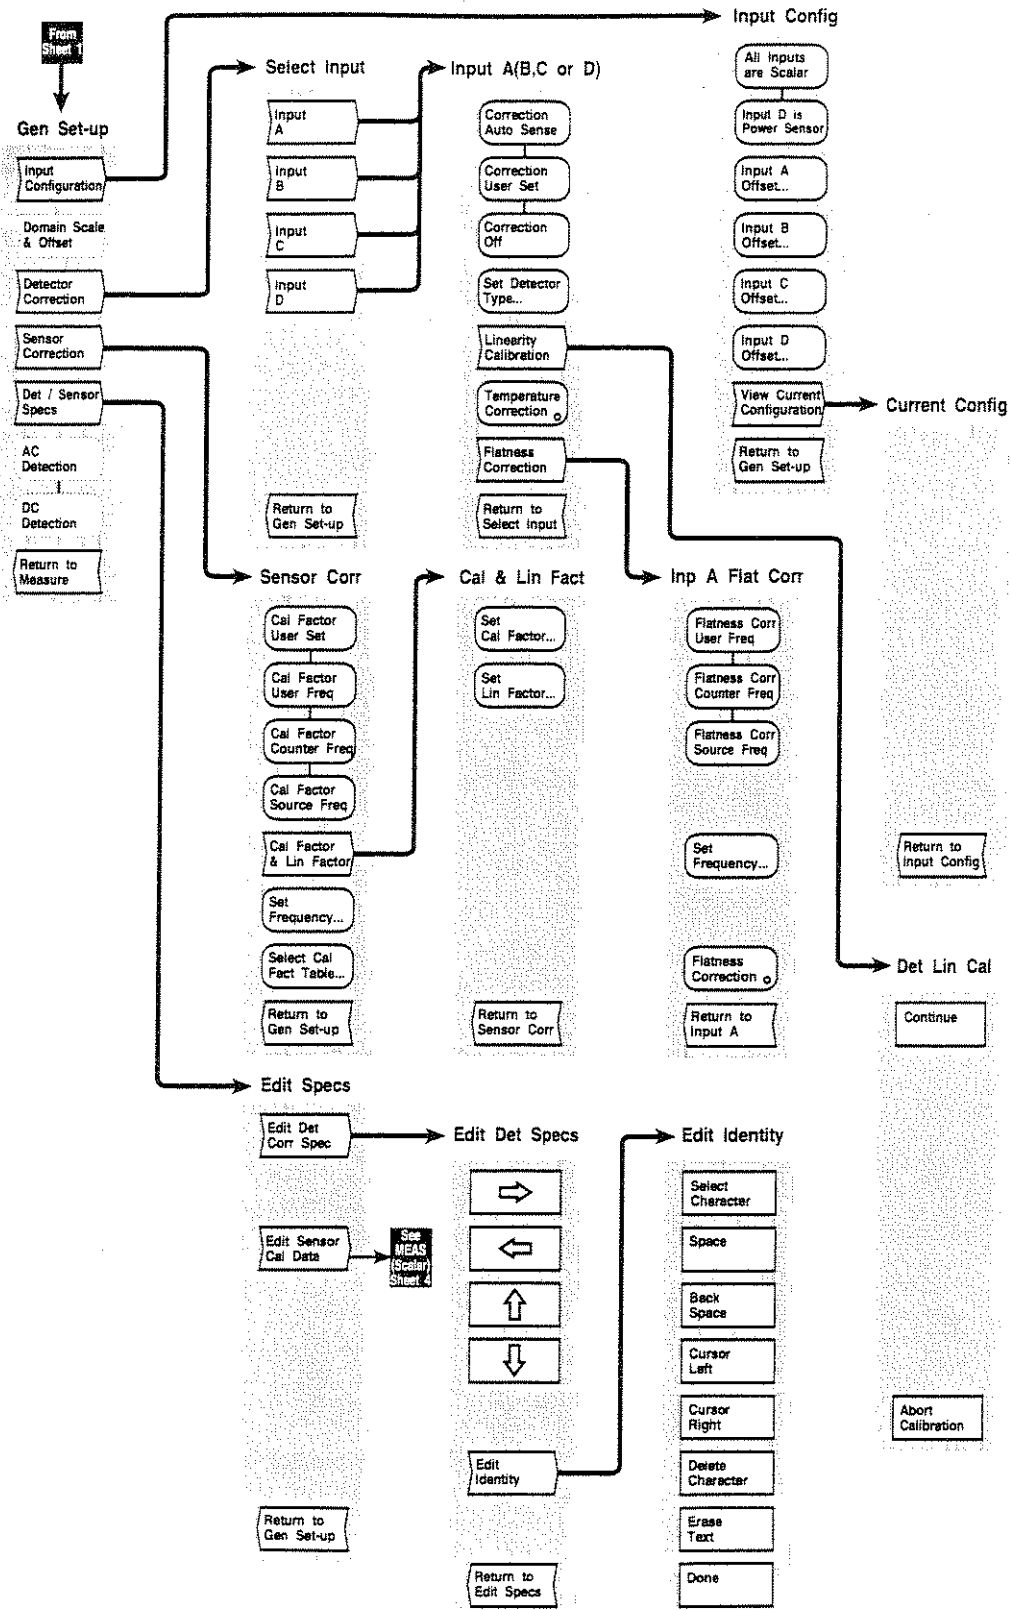 From
Sheet 1
Gen Set-up
Input
Configuration
Domain Scale
& Offset
Detector
Correction
Sensor
Correction
Det / Sensor
Specs
AC
Detection
DC
Detection
Return to
Measure
Select Input
Input
A
Input
B
Input
C
Input
D
Return to
Gen Set-up
Input A(B,C or D)
Correction
Auto Sense
Correction
User Set
Correction
Off
Set Detector
Type...
Linearity
Calibration
Temperature
Correction
Flatness
Correction
Return to
Select Input
Input Config
All Inputs
are Scalar
Input D is
Power Sensor
Input A
Offset...
Input B
Offset...
Input C
Offset...
Input D
Offset...
View Current
Configuration
Return to
Gen Set-up
Current Config
Return to
Input Config
Sensor Corr
Cal Factor
User Set
Cal Factor
User Freq
Cal Factor
Counter Freq
Cal Factor
Source Freq
Cal Factor
& Lin Factor
Set
Frequency...
Select Cal
Fact Table...
Return to
Gen Set-up
Cal & Lin Fact
Set
Cal Factor...
Set
Lin Factor...
Return to
Sensor Corr
Inp A Flat Corr
Flatness Corr
User Freq
Flatness Corr
Counter Freq
Flatness Corr
Source Freq
Set
Frequency...
Flatness
Correction
Return to
Input A
Det Lin Cal
Continue
Abort
Calibration
Edit Specs
Edit Det
Corr Spec
Edit Sensor
Cal Data
See
MEAS
(Scalar)
Sheet 4
Return to
Gen Set-up
Edit Det Specs
Edit
Identity
Return to
Edit Specs
Edit Identity
Select
Character
Space
Back
Space
Cursor
Left
Cursor
Right
Delete
Character
Erase
Text
Done